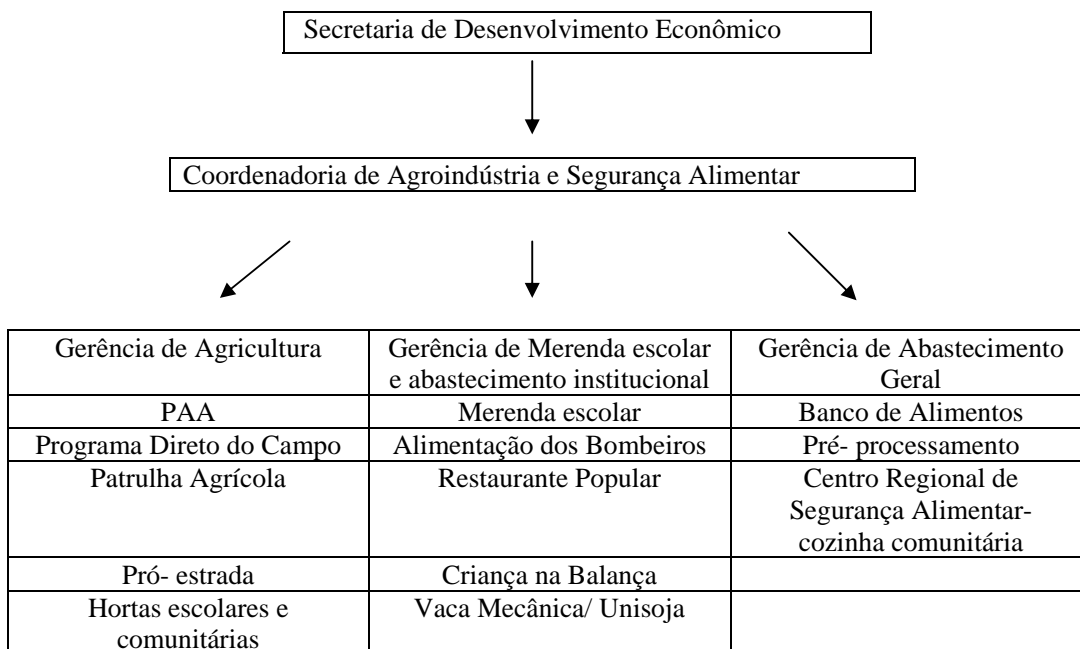 Secretaria de Desenvolvimento Econômico
Coordenadoria de Agroindústria e Segurança Alimentar
Gerência de Agricultura
Gerência de Merenda escolar
e abastecimento institucional
Gerência de Abastecimento
Geral
PAA
Merenda escolar
Banco de Alimentos
Programa Direto do Campo
Alimentação dos Bombeiros
Pré- processamento
Patrulha Agrícola
Restaurante Popular
Centro Regional de
Segurança Alimentar-
cozinha comunitária
Pró- estrada
Criança na Balança
Hortas escolares e
comunitárias
Vaca Mecânica/ Unisoja